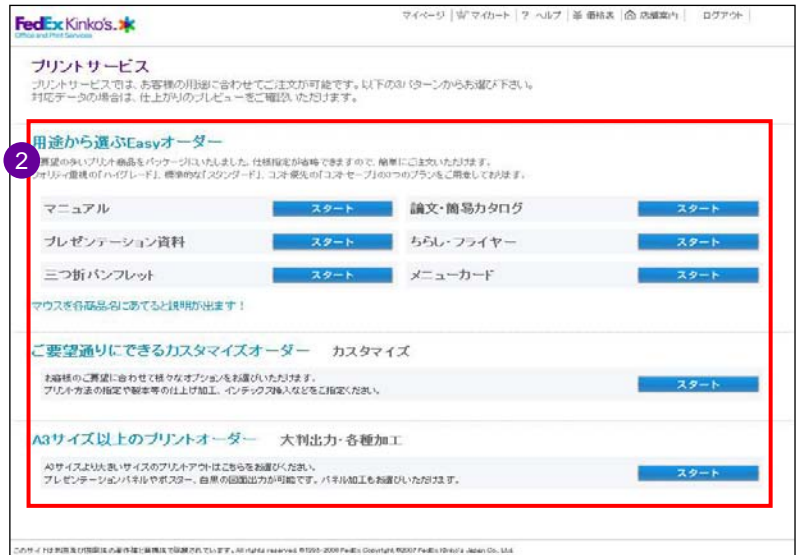 FedEx Kinko's
Office and Print Services
マイページ | マイカート | ? ヘルプ | 価格表 | 店舗案内 | ログアウト |
プリントサービス
プリントサービスでは、お客様の用途に合わせてご注文が可能です。以下の3パターンからお選び下さい。
対応データの場合は、仕上がりのプレビューをご確認いただけます。
2
用途から選ぶEasyオーダー
要望の多いプリント商品をパッケージにいたしました。仕様指定が省略できますので、簡単にご注文いただけます。
クオリティ重視の「ハイグレード」、標準的な「スタンダード」、コスト優先の「コストセーブ」の3つのプランをご用意しております。
マニュアル スタート 論文・簡易カタログ スタート
プレゼンテーション資料 スタート ちらし・フライヤー スタート
三つ折パンフレット スタート メニューカード スタート
マウスを各商品名にあてると説明が出ます!
ご要望通りにできるカスタマイズオーダー カスタマイズ
お客様のご要望に合わせて様々なオプションをお選びいただけます。
プリント方法の指定や製本等の仕上げ加工、インデックス挿入などをご指定ください。
スタート
A3サイズ以上のプリントオーダー 大判出力・各種加工
A3サイズより大きいサイズのプリントアウトはこちらをお選びください。
プレゼンテーションパネルやポスター、白黒の図面出力が可能です。パネル加工もお選びいただけます。
スタート
All rights reserved. ©1995-2008 FedEx Copyright ©2007 FedEx Kinko's Japan Co., Ltd.